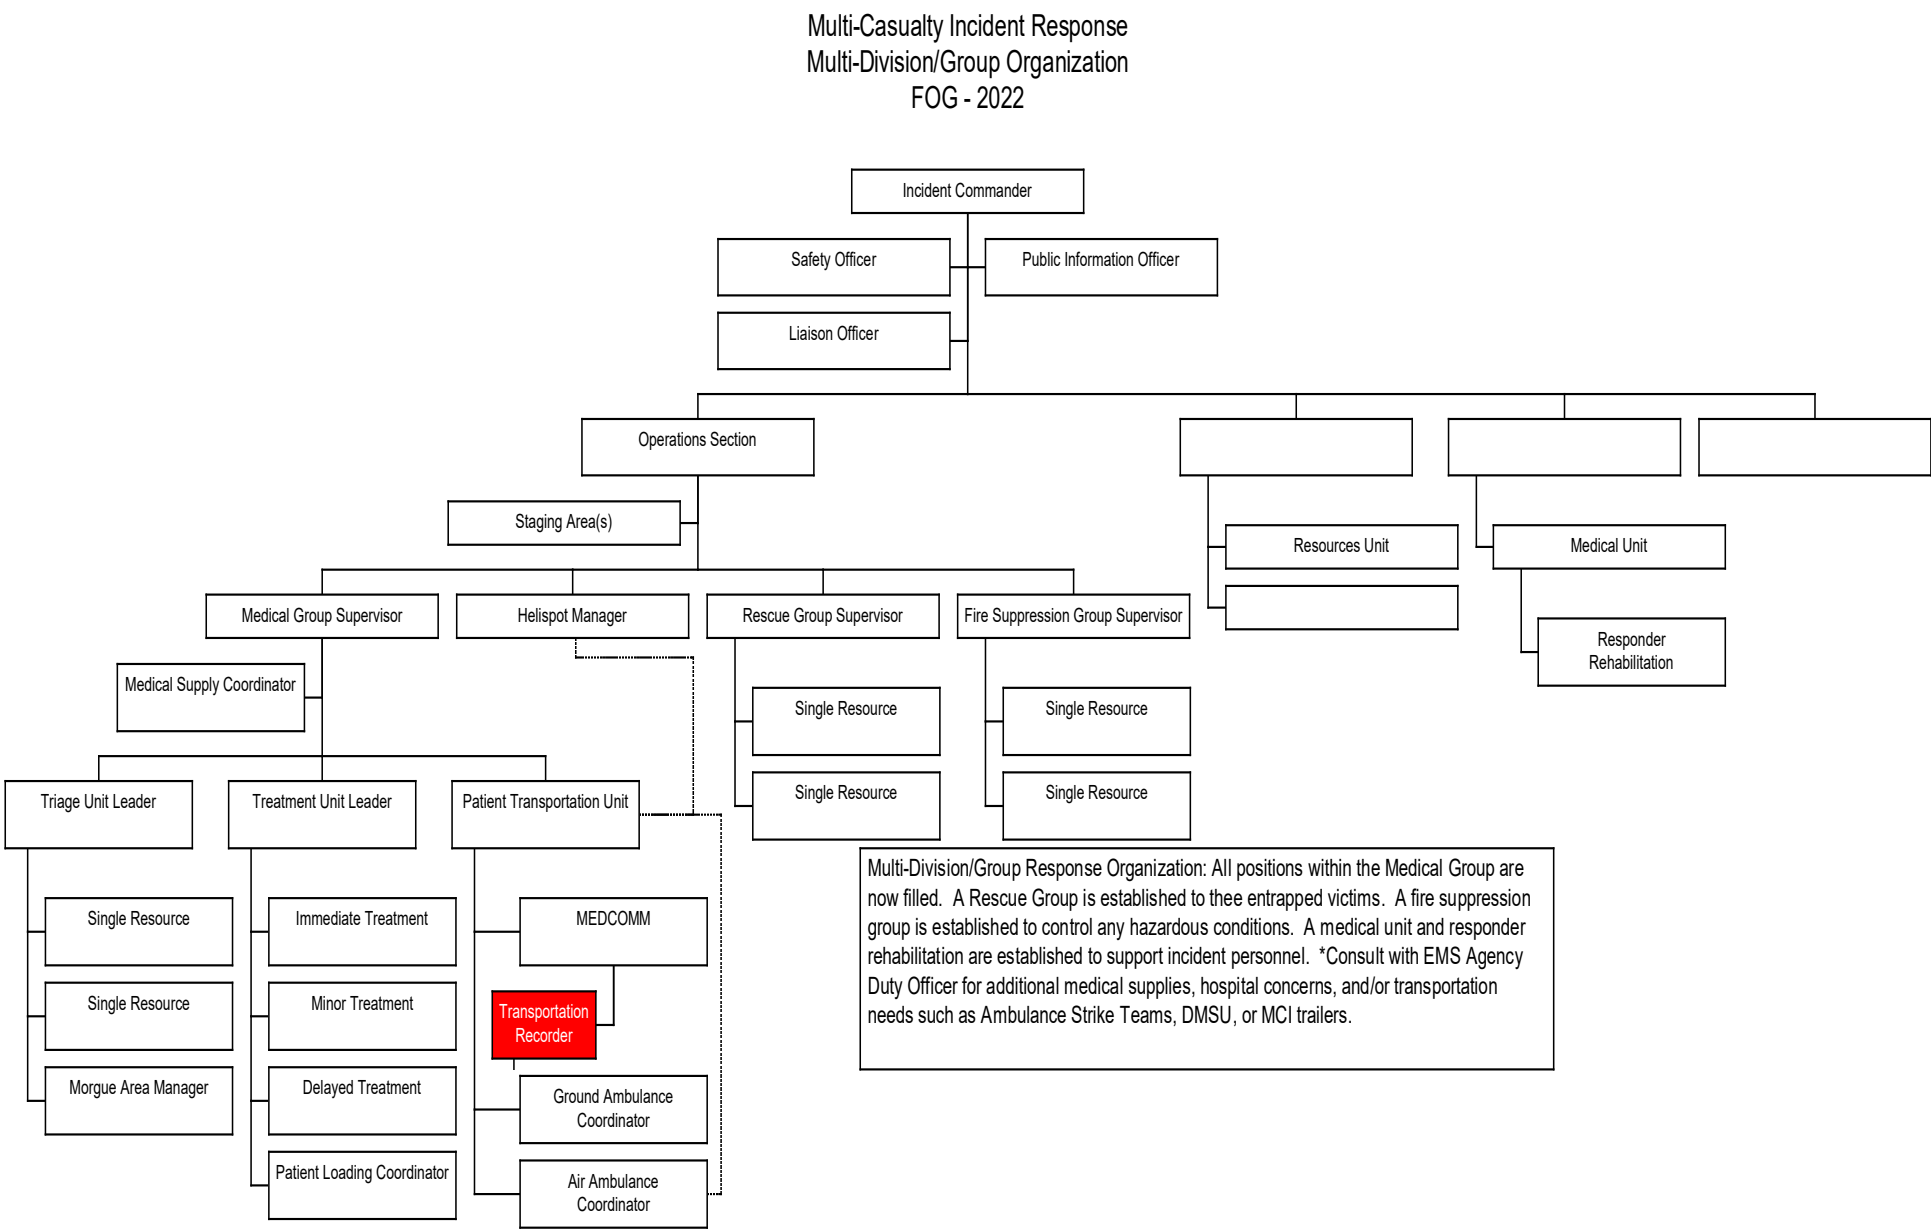 Multi-Casualty Incident Response
Multi-Division/Group Organization
FOG - 2022
Incident Commander
Safety Officer
Public Information Officer
Liaison Officer
Operations Section
Staging Area(s)
Resources Unit
Medical Unit
Medical Group Supervisor
Helispot Manager
Rescue Group Supervisor
Fire Suppression Group Supervisor
Responder
Rehabilitation
Medical Supply Coordinator
Single Resource
Single Resource
Single Resource
Single Resource
Triage Unit Leader
Treatment Unit Leader
Patient Transportation Unit
Single Resource
Immediate Treatment
MEDCOMM
Single Resource
Minor Treatment
Transportation
Recorder
Morgue Area Manager
Delayed Treatment
Ground Ambulance
Coordinator
Patient Loading Coordinator
Air Ambulance
Coordinator
Multi-Division/Group Response Organization: All positions within the Medical Group are
now filled.  A Rescue Group is established to thee entrapped victims.  A fire suppression
group is established to control any hazardous conditions.  A medical unit and responder
rehabilitation are established to support incident personnel.  *Consult with EMS Agency
Duty Officer for additional medical supplies, hospital concerns, and/or transportation
needs such as Ambulance Strike Teams, DMSU, or MCI trailers.